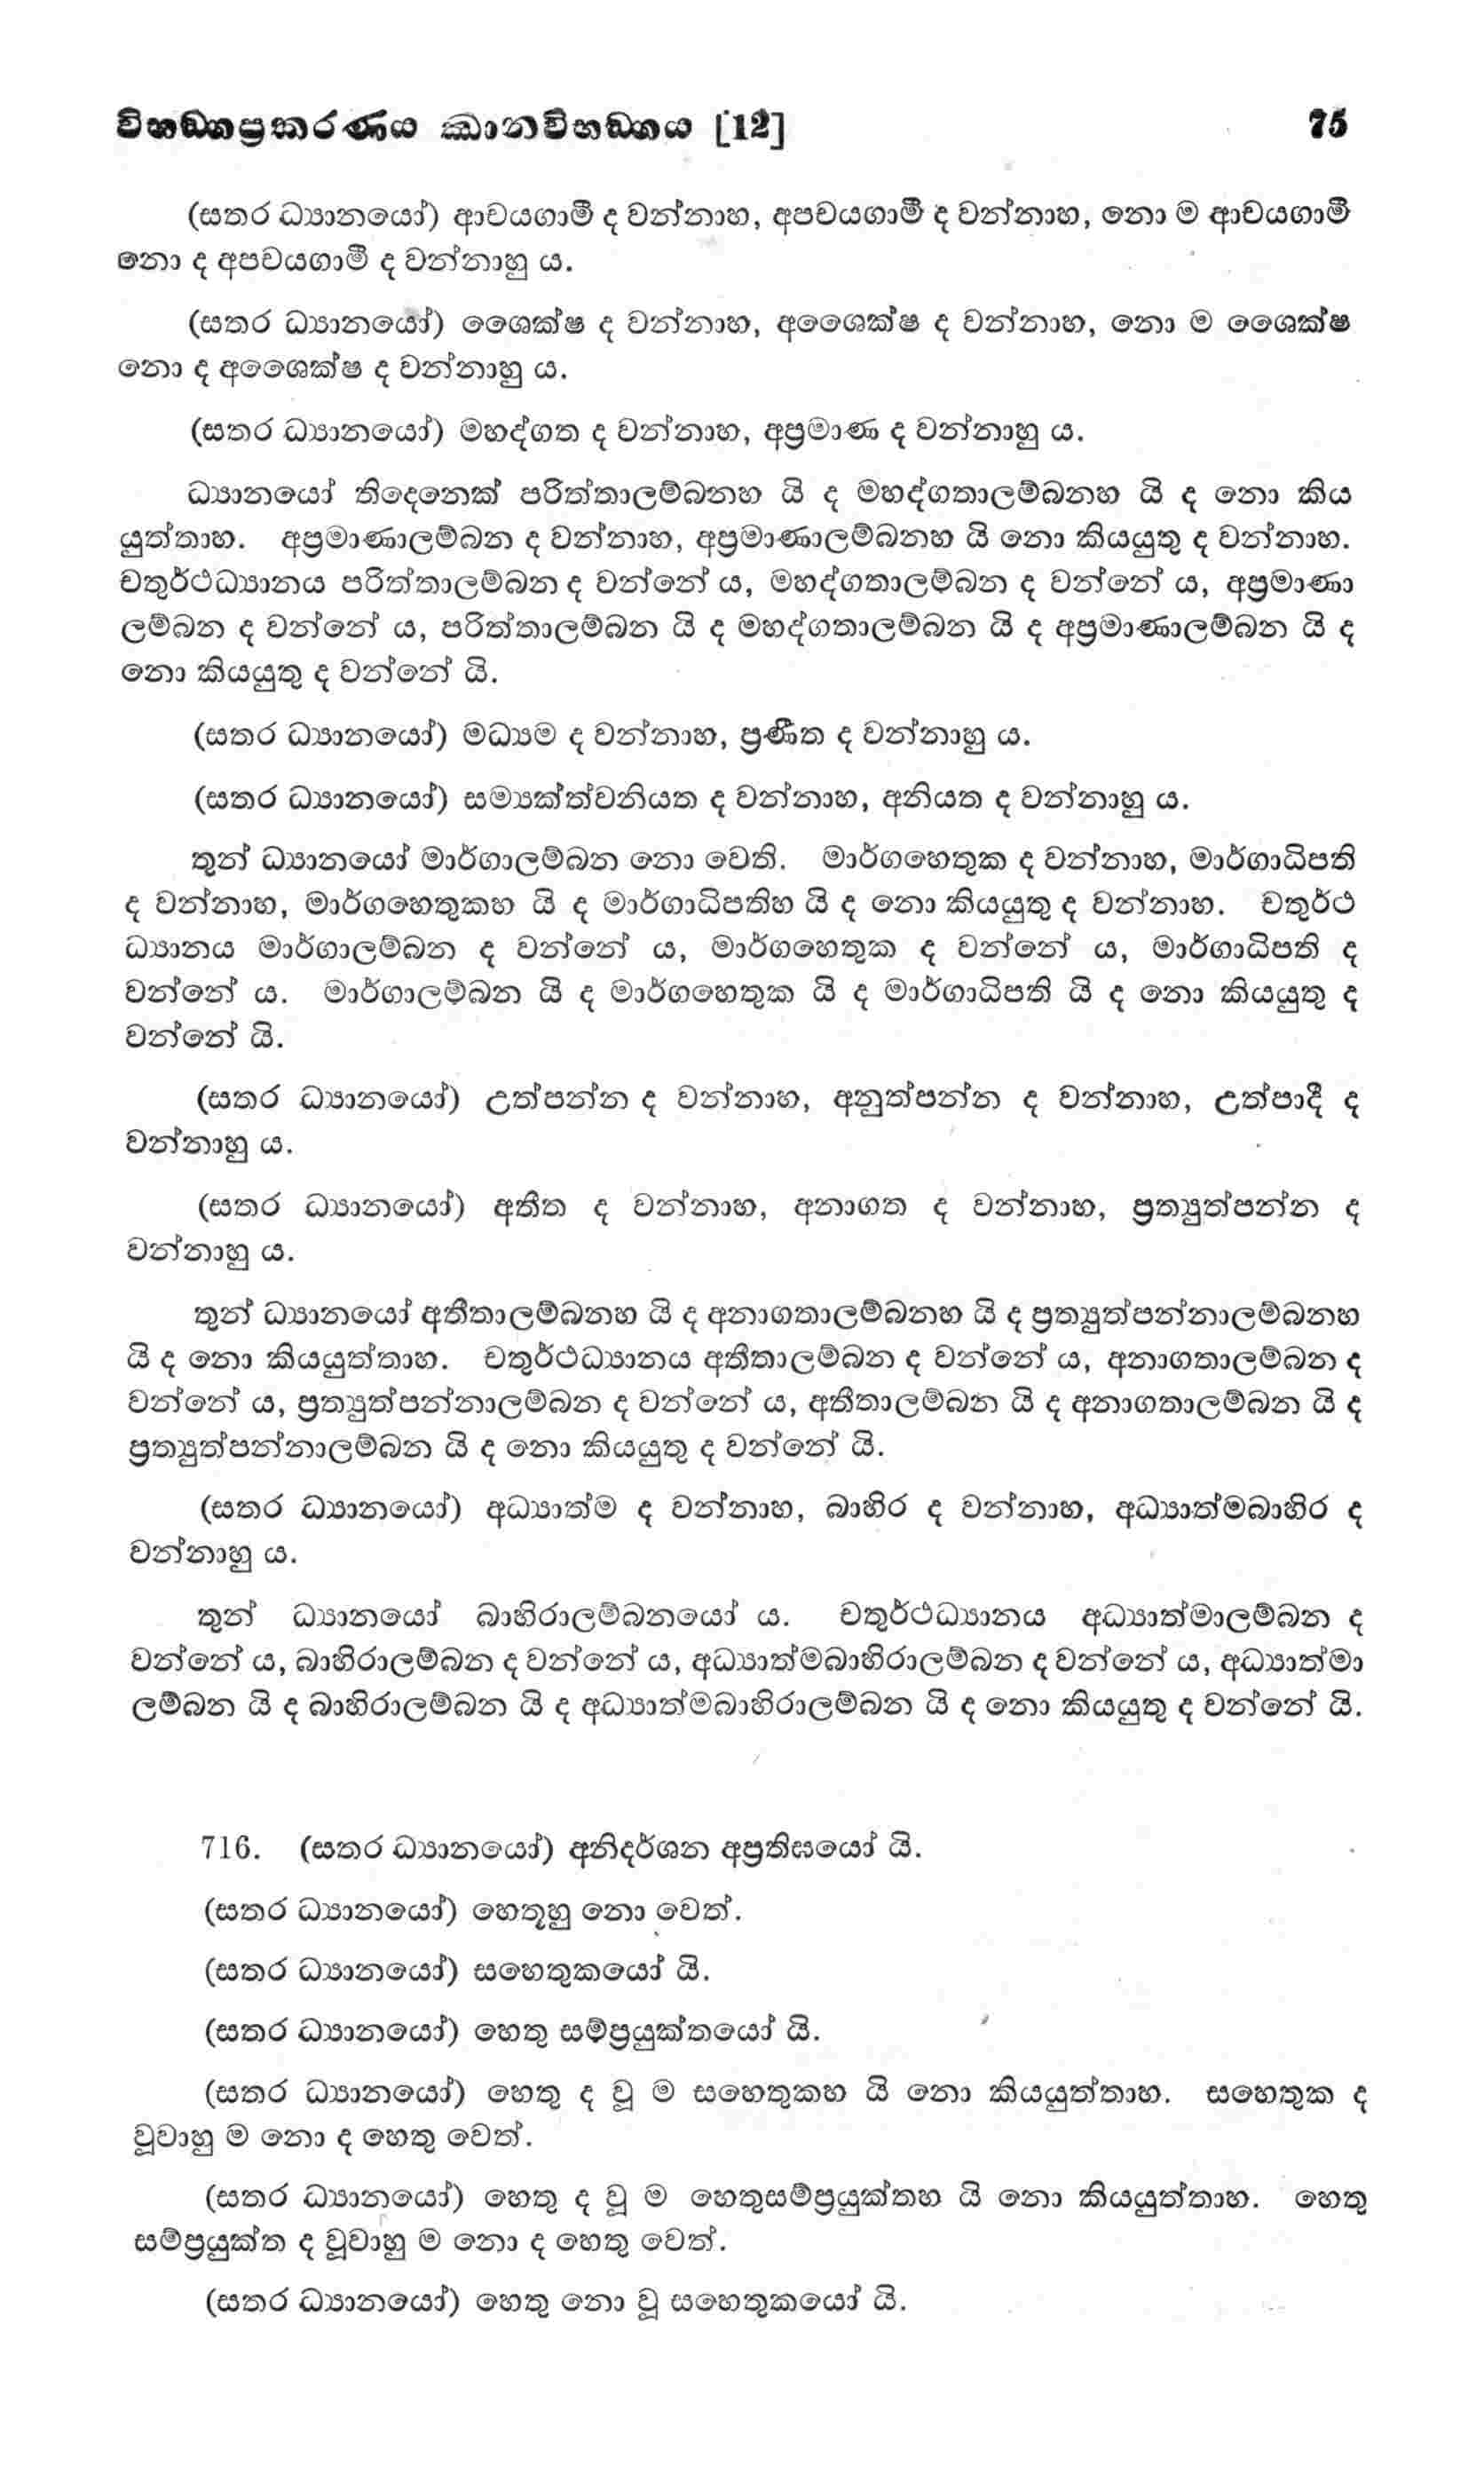 විභඞ්ගප්‍රකරණය ඣානවිභඞ්ගය [12] 75
(සතර ධ්‍යානයෝ) ආචයගාමී ද වන්නාහ, අපචයගාමී ද වන්නාහ, නො ම ආචයගාමී
නො ද අපචයගාමී ද වන්නාහු ය.
(සතර ධ්‍යානයෝ) ශෛක්ෂ ද වන්නාහ, අශෛක්ෂ ද වන්නාහ, නො ම ශෛක්ෂ
නො ද අශෛක්ෂ ද වන්නාහු ය.
(සතර ධ්‍යානයෝ) මහද්ගත ද වන්නාහ, අප්‍රමාණ ද වන්නාහු ය.
ධ්‍යානයෝ තිදෙනෙක් පරිත්තාලම්බනහ යි ද මහද්ගතාලම්බනහ යි ද නො කිය
යුත්තාහ. අප්‍රමාණාලම්බන ද වන්නාහ, අප්‍රමාණාලම්බනහ යි නො කියයුතු ද වන්නාහ.
චතුර්ථධ්‍යානය පරිත්තාලම්බන ද වන්නේ ය, මහද්ගතාලම්බන ද වන්නේ ය, අප්‍රමාණා
ලම්බන ද වන්නේ ය, පරිත්තාලම්බන යි ද මහද්ගතාලම්බන යි ද අප්‍රමාණාලම්බන යි ද
නො කියයුතු ද වන්නේ යි.
(සතර ධ්‍යානයෝ) මධ්‍යම ද වන්නාහ, ප්‍රණීත ද වන්නාහු ය.
(සතර ධ්‍යානයෝ) සම්‍යක්ත්වනියත ද වන්නාහ, අනියත ද වන්නාහු ය.
තුන් ධ්‍යානයෝ මාර්ගාලම්බන නො වෙති. මාර්ගහෙතුක ද වන්නාහ, මාර්ගාධිපති
ද වන්නාහ, මාර්ගහෙතුකහ යි ද මාර්ගාධිපතිහ යි ද නො කියයුතු ද වන්නාහ. චතුර්ථ
ධ්‍යානය මාර්ගාලම්බන ද වන්නේ ය, මාර්ගහෙතුක ද වන්නේ ය, මාර්ගාධිපති ද
වන්නේ ය. මාර්ගාලම්බන යි ද මාර්ගහෙතුක යි ද මාර්ගාධිපති යි ද නො කියයුතු ද
වන්නේ යි.
(සතර ධ්‍යානයෝ) උත්පන්න ද වන්නාහ, අනුත්පන්න ද වන්නාහ, උත්පාදී ද
වන්නාහු ය.
(සතර ධ්‍යානයෝ) අතීත ද වන්නාහ, අනාගත ද වන්නාහ, ප්‍රත්‍යුත්පන්න ද
වන්නාහු ය.
තුන් ධ්‍යානයෝ අතීතාලම්බනහ යි ද අනාගතාලම්බනහ යි ද ප්‍රත්‍යුත්පන්නාලම්බනහ
යි ද නො කියයුත්තාහ. චතුර්ථධ්‍යානය අතීතාලම්බන ද වන්නේ ය, අනාගතාලම්බන ද
වන්නේ ය, ප්‍රත්‍යුත්පන්නාලම්බන ද වන්නේ ය, අතීතාලම්බන යි ද අනාගතාලම්බන යි ද
ප්‍රත්‍යුත්පන්නාලම්බන යි ද නො කියයුතු ද වන්නේ යි.
(සතර ධ්‍යානයෝ) අධ්‍යාත්ම ද වන්නාහ, බාහිර ද වන්නාහ, අධ්‍යාත්මබාහිර ද
වන්නාහු ය.
තුන් ධ්‍යානයෝ බාහිරාලම්බනයෝ ය. චතුර්ථධ්‍යානය අධ්‍යාත්මාලම්බන ද
වන්නේ ය, බාහිරාලම්බන ද වන්නේ ය, අධ්‍යාත්මබාහිරාලම්බන ද වන්නේ ය, අධ්‍යාත්මා
ලම්බන යි ද බාහිරාලම්බන යි ද අධ්‍යාත්මබාහිරාලම්බන යි ද නො කියයුතු ද වන්නේ යි.
716. (සතර ධ්‍යානයෝ) අනිදර්ශන අප්‍රතිඝයෝ යි.
(සතර ධ්‍යානයෝ) හෙතූහු නො වෙත්.
(සතර ධ්‍යානයෝ) සහෙතුකයෝ යි.
(සතර ධ්‍යානයෝ) හෙතු සම්ප්‍රයුක්තයෝ යි.
(සතර ධ්‍යානයෝ) හෙතු ද වූ ම සහෙතුකහ යි නො කියයුත්තාහ. සහෙතුක ද
වූවාහු ම නො ද හෙතු වෙත්.
(සතර ධ්‍යානයෝ) හෙතු ද වූ ම හෙතුසම්ප්‍රයුක්තහ යි නො කියයුත්තාහ. හෙතු
සම්ප්‍රයුක්ත ද වූවාහු ම නො ද හෙතු වෙත්.
(සතර ධ්‍යානයෝ) හෙතු නො වූ සහෙතුකයෝ යි.